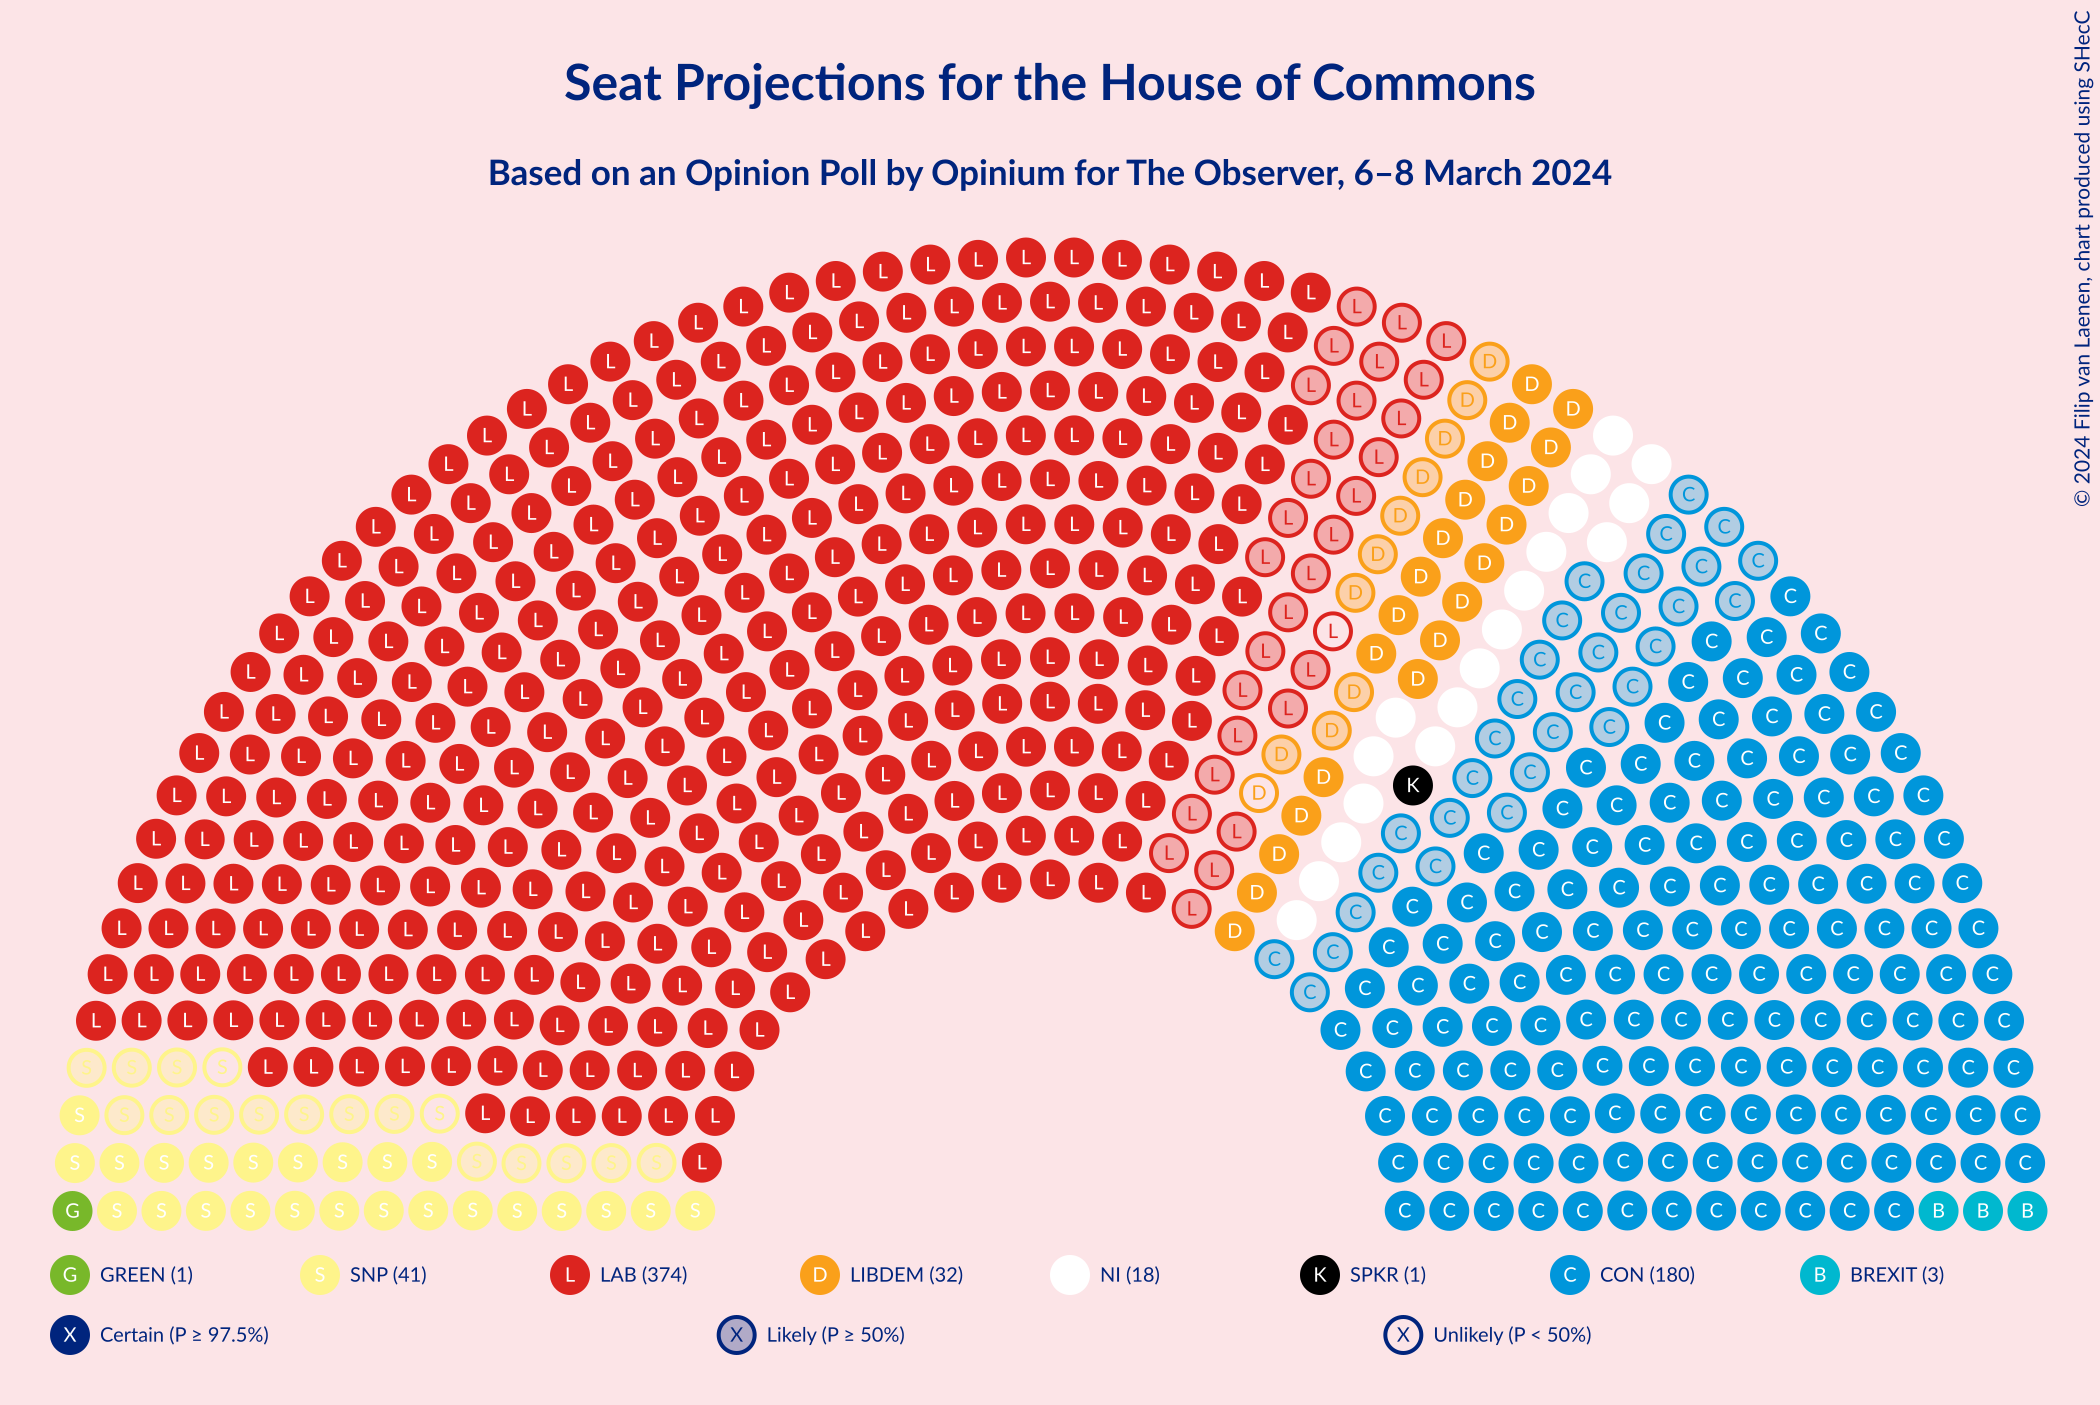 Seat Projections for the House of Commons
Based on an Opinion Poll by Opinium for The Observer, 6–8 March 2024
© 2024 Filip van Laenen, chart produced using SHecC
G GREEN (1) S SNP (41) L LAB (374) D LIBDEM (32) NI (18) K SPKR (1) C CON (180) B BREXIT (3)
X Certain (P ≥ 97.5%) X Likely (P ≥ 50%) X Unlikely (P < 50%)